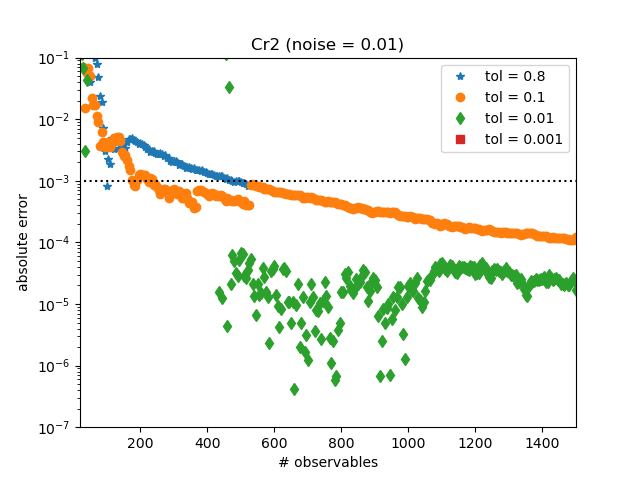 Cr2 (noise = 0.01)
tol = 0.8
tol = 0.1
tol = 0.01
tol = 0.001
10⁻¹
10⁻²
10⁻³
10⁻⁴
10⁻⁵
10⁻⁶
10⁻⁷
absolute error
200 400 600 800 1000 1200 1400
# observables